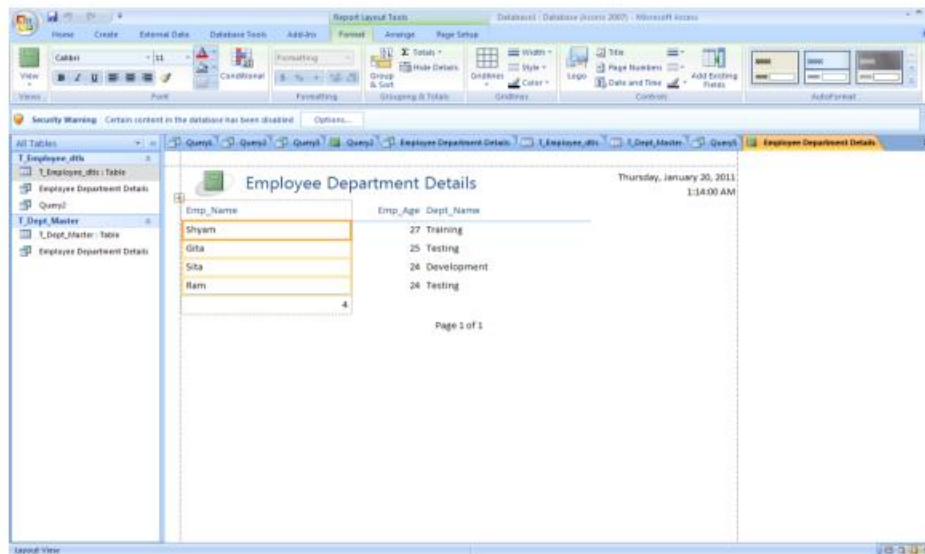 Report Layout Tools
Database1 : Database (Access 2007) - Microsoft Access
Home Create External Data Database Tools Add-Ins Format Arrange Page Setup
View
Calibri 11
B I U
Conditional
Formatting
Group & Sort
Σ Totals
Hide Details
Gridlines
Width
Style
Color
Logo
Title
Page Numbers
Date and Time
Add Existing Fields
Views Font Formatting Grouping & Totals Gridlines Controls AutoFormat
Security Warning Certain content in the database has been disabled Options...
All Tables
T_Employee_dtls
T_Employee_dtls : Table
Employee Department Details
Query2
T_Dept_Master
T_Dept_Master : Table
Employee Department Details
Employee Department Details T_Employee_dtls T_Dept_Master Employee Department Details
Employee Department Details
Thursday, January 20, 2011
1:14:00 AM
Emp_Name Emp_Age Dept_Name
Shyam 27 Training
Gita 25 Testing
Sita 24 Development
Ram 24 Testing
4
Page 1 of 1
Layout View